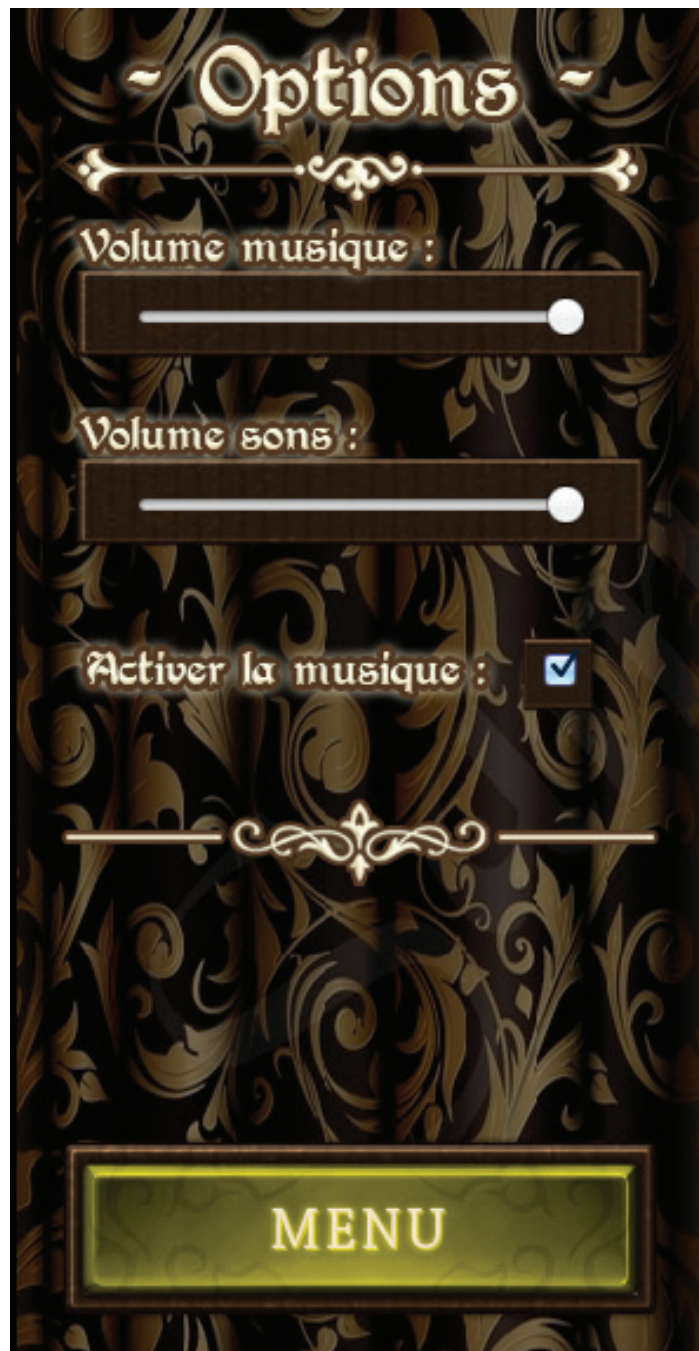 ~ Options ~
Volume musique :
Volume sons :
Activer la musique :
MENU